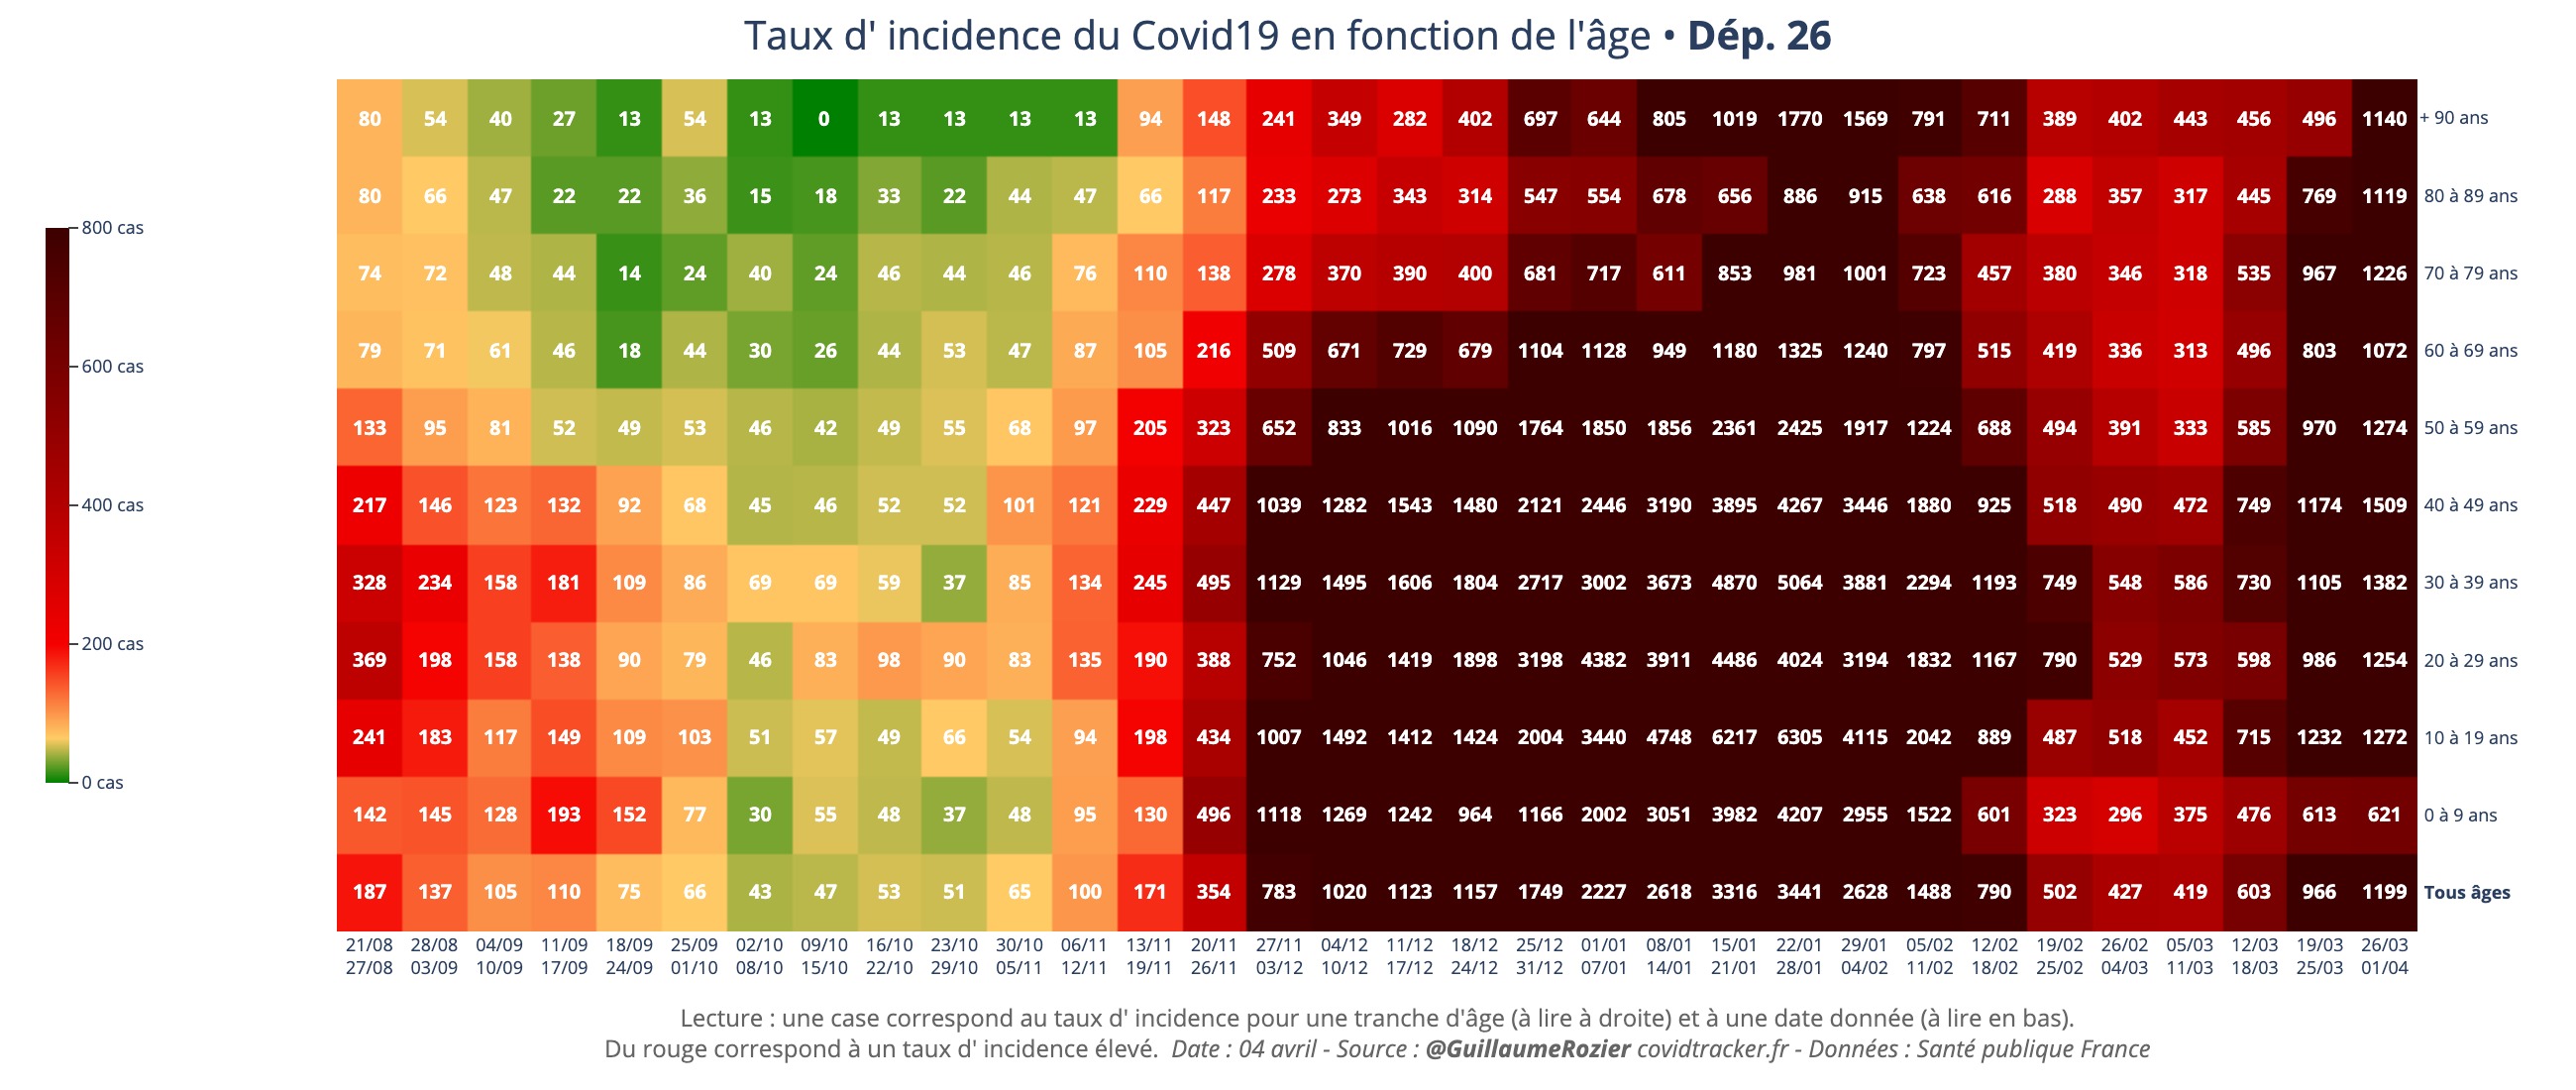 Taux d' incidence du Covid19 en fonction de l'âge • Dép. 26
80 54 40 27 13 54 13 0 13 13 13 13 94 148 241 349 282 402 697 644 805 1019 1770 1569 791 711 389 402 443 456 496 1140 + 90 ans
80 66 47 22 22 36 15 18 33 22 44 47 66 117 233 273 343 314 547 554 678 656 886 915 638 616 288 357 317 445 769 1119 80 à 89 ans
800 cas
74 72 48 44 14 24 40 24 46 44 46 76 110 138 278 370 390 400 681 717 611 853 981 1001 723 457 380 346 318 535 967 1226 70 à 79 ans
79 71 61 46 18 44 30 26 44 53 47 87 105 216 509 671 729 679 1104 1128 949 1180 1325 1240 797 515 419 336 313 496 803 1072 60 à 69 ans
600 cas
133 95 81 52 49 53 46 42 49 55 68 97 205 323 652 833 1016 1090 1764 1850 1856 2361 2425 1917 1224 688 494 391 333 585 970 1274 50 à 59 ans
400 cas
217 146 123 132 92 68 45 46 52 52 101 121 229 447 1039 1282 1543 1480 2121 2446 3190 3895 4267 3446 1880 925 518 490 472 749 1174 1509 40 à 49 ans
328 234 158 181 109 86 69 69 59 37 85 134 245 495 1129 1495 1606 1804 2717 3002 3673 4870 5064 3881 2294 1193 749 548 586 730 1105 1382 30 à 39 ans
200 cas
369 198 158 138 90 79 46 83 98 90 83 135 190 388 752 1046 1419 1898 3198 4382 3911 4486 4024 3194 1832 1167 790 529 573 598 986 1254 20 à 29 ans
241 183 117 149 109 103 51 57 49 66 54 94 198 434 1007 1492 1412 1424 2004 3440 4748 6217 6305 4115 2042 889 487 518 452 715 1232 1272 10 à 19 ans
0 cas
142 145 128 193 152 77 30 55 48 37 48 95 130 496 1118 1269 1242 964 1166 2002 3051 3982 4207 2955 1522 601 323 296 375 476 613 621 0 à 9 ans
187 137 105 110 75 66 43 47 53 51 65 100 171 354 783 1020 1123 1157 1749 2227 2618 3316 3441 2628 1488 790 502 427 419 603 966 1199 Tous âges
21/08 28/08 04/09 11/09 18/09 25/09 02/10 09/10 16/10 23/10 30/10 06/11 13/11 20/11 27/11 04/12 11/12 18/12 25/12 01/01 08/01 15/01 22/01 29/01 05/02 12/02 19/02 26/02 05/03 12/03 19/03 26/03
27/08 03/09 10/09 17/09 24/09 01/10 08/10 15/10 22/10 29/10 05/11 12/11 19/11 26/11 03/12 10/12 17/12 24/12 31/12 07/01 14/01 21/01 28/01 04/02 11/02 18/02 25/02 04/03 11/03 18/03 25/03 01/04
Lecture : une case correspond au taux d' incidence pour une tranche d'âge (à lire à droite) et à une date donnée (à lire en bas).
Du rouge correspond à un taux d' incidence élevé. Date : 04 avril - Source : @GuillaumeRozier covidtracker.fr - Données : Santé publique France